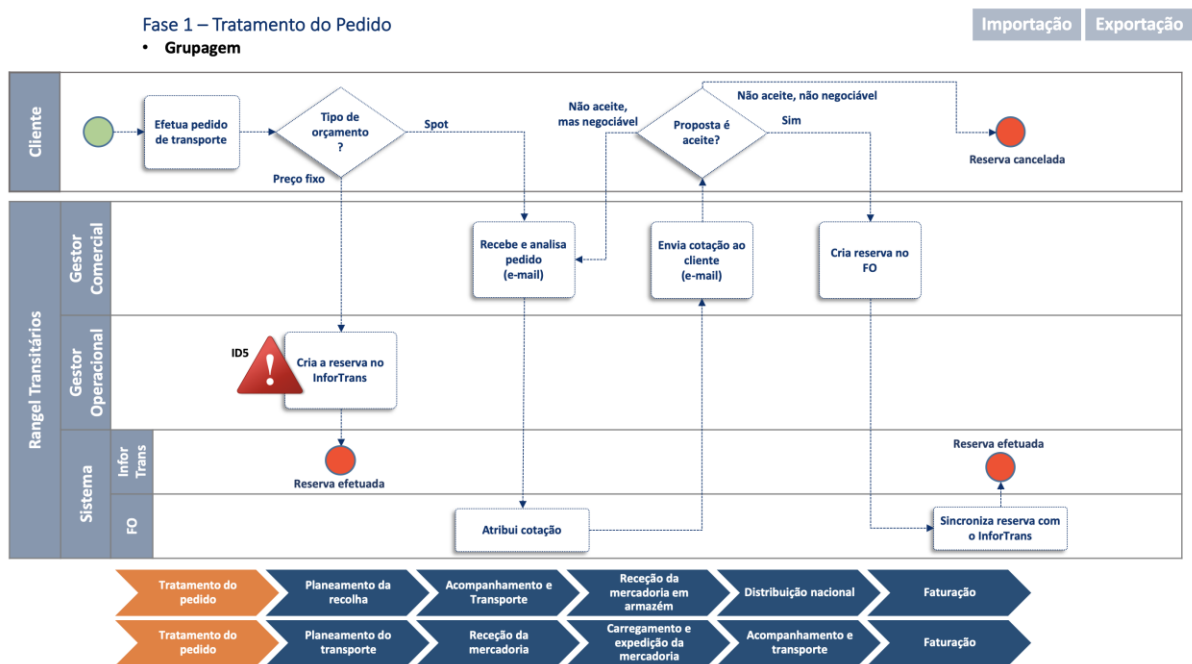 Fase 1 – Tratamento do Pedido
• Grupagem
Importação
Exportação
Cliente
Efetua pedido
de transporte
Tipo de
orçamento
?
Spot
Preço fixo
Não aceite,
mas negociável
Proposta é
aceite?
Não aceite, não negociável
Sim
Reserva cancelada
Rangel Transitários
Gestor
Comercial
Recebe e analisa
pedido
(e-mail)
Envia cotação ao
cliente
(e-mail)
Cria reserva no
FO
Gestor
Operacional
ID5
Cria a reserva no
InforTrans
Sistema
Infor
Trans
Reserva efetuada
Reserva efetuada
FO
Atribui cotação
Sincroniza reserva com
o InforTrans
Tratamento do
pedido
Planeamento da
recolha
Acompanhamento e
Transporte
Receção da
mercadoria em
armazém
Distribuição nacional
Faturação
Tratamento do
pedido
Planeamento do
transporte
Receção da
mercadoria
Carregamento e
expedição da
mercadoria
Acompanhamento e
transporte
Faturação